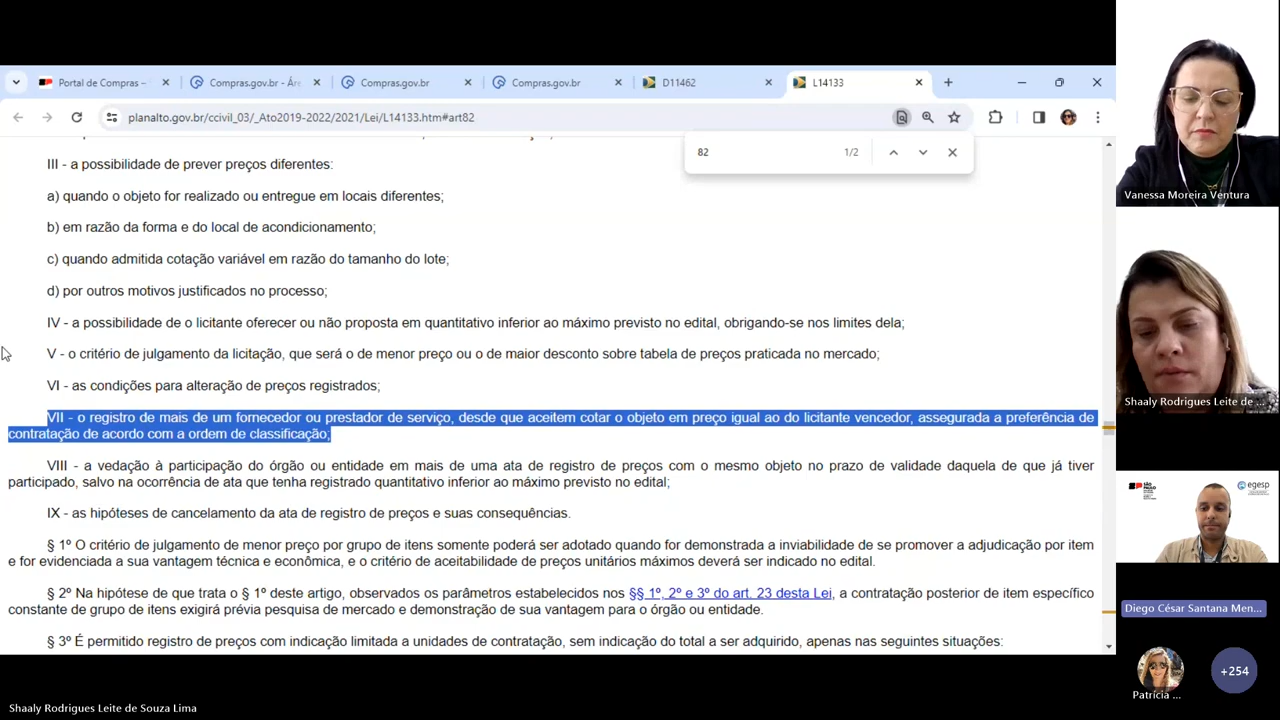 Portal de Compras –
Compras.gov.br - Áre
Compras.gov.br
Compras.gov.br
D11462
L14133
planalto.gov.br/ccivil_03/_Ato2019-2022/2021/Lei/L14133.htm#art82
82
1/2
III - a possibilidade de prever preços diferentes:
a) quando o objeto for realizado ou entregue em locais diferentes;
b) em razão da forma e do local de acondicionamento;
c) quando admitida cotação variável em razão do tamanho do lote;
d) por outros motivos justificados no processo;
IV - a possibilidade de o licitante oferecer ou não proposta em quantitativo inferior ao máximo previsto no edital, obrigando-se nos limites dela;
V - o critério de julgamento da licitação, que será o de menor preço ou o de maior desconto sobre tabela de preços praticada no mercado;
VI - as condições para alteração de preços registrados;
VII - o registro de mais de um fornecedor ou prestador de serviço, desde que aceitem cotar o objeto em preço igual ao do licitante vencedor, assegurada a preferência de
contratação de acordo com a ordem de classificação;
VIII - a vedação à participação do órgão ou entidade em mais de uma ata de registro de preços com o mesmo objeto no prazo de validade daquela de que já tiver
participado, salvo na ocorrência de ata que tenha registrado quantitativo inferior ao máximo previsto no edital;
IX - as hipóteses de cancelamento da ata de registro de preços e suas consequências.
§ 1º O critério de julgamento de menor preço por grupo de itens somente poderá ser adotado quando for demonstrada a inviabilidade de se promover a adjudicação por item
e for evidenciada a sua vantagem técnica e econômica, e o critério de aceitabilidade de preços unitários máximos deverá ser indicado no edital.
§ 2º Na hipótese de que trata o § 1º deste artigo, observados os parâmetros estabelecidos nos §§ 1º, 2º e 3º do art. 23 desta Lei, a contratação posterior de item específico
constante de grupo de itens exigirá prévia pesquisa de mercado e demonstração de sua vantagem para o órgão ou entidade.
§ 3º É permitido registro de preços com indicação limitada a unidades de contratação, sem indicação do total a ser adquirido, apenas nas seguintes situações:
Vanessa Moreira Ventura
Shaaly Rodrigues Leite de ...
SÃO PAULO
egesp
Diego César Santana Men...
Patrícia ...
+254
Shaaly Rodrigues Leite de Souza Lima